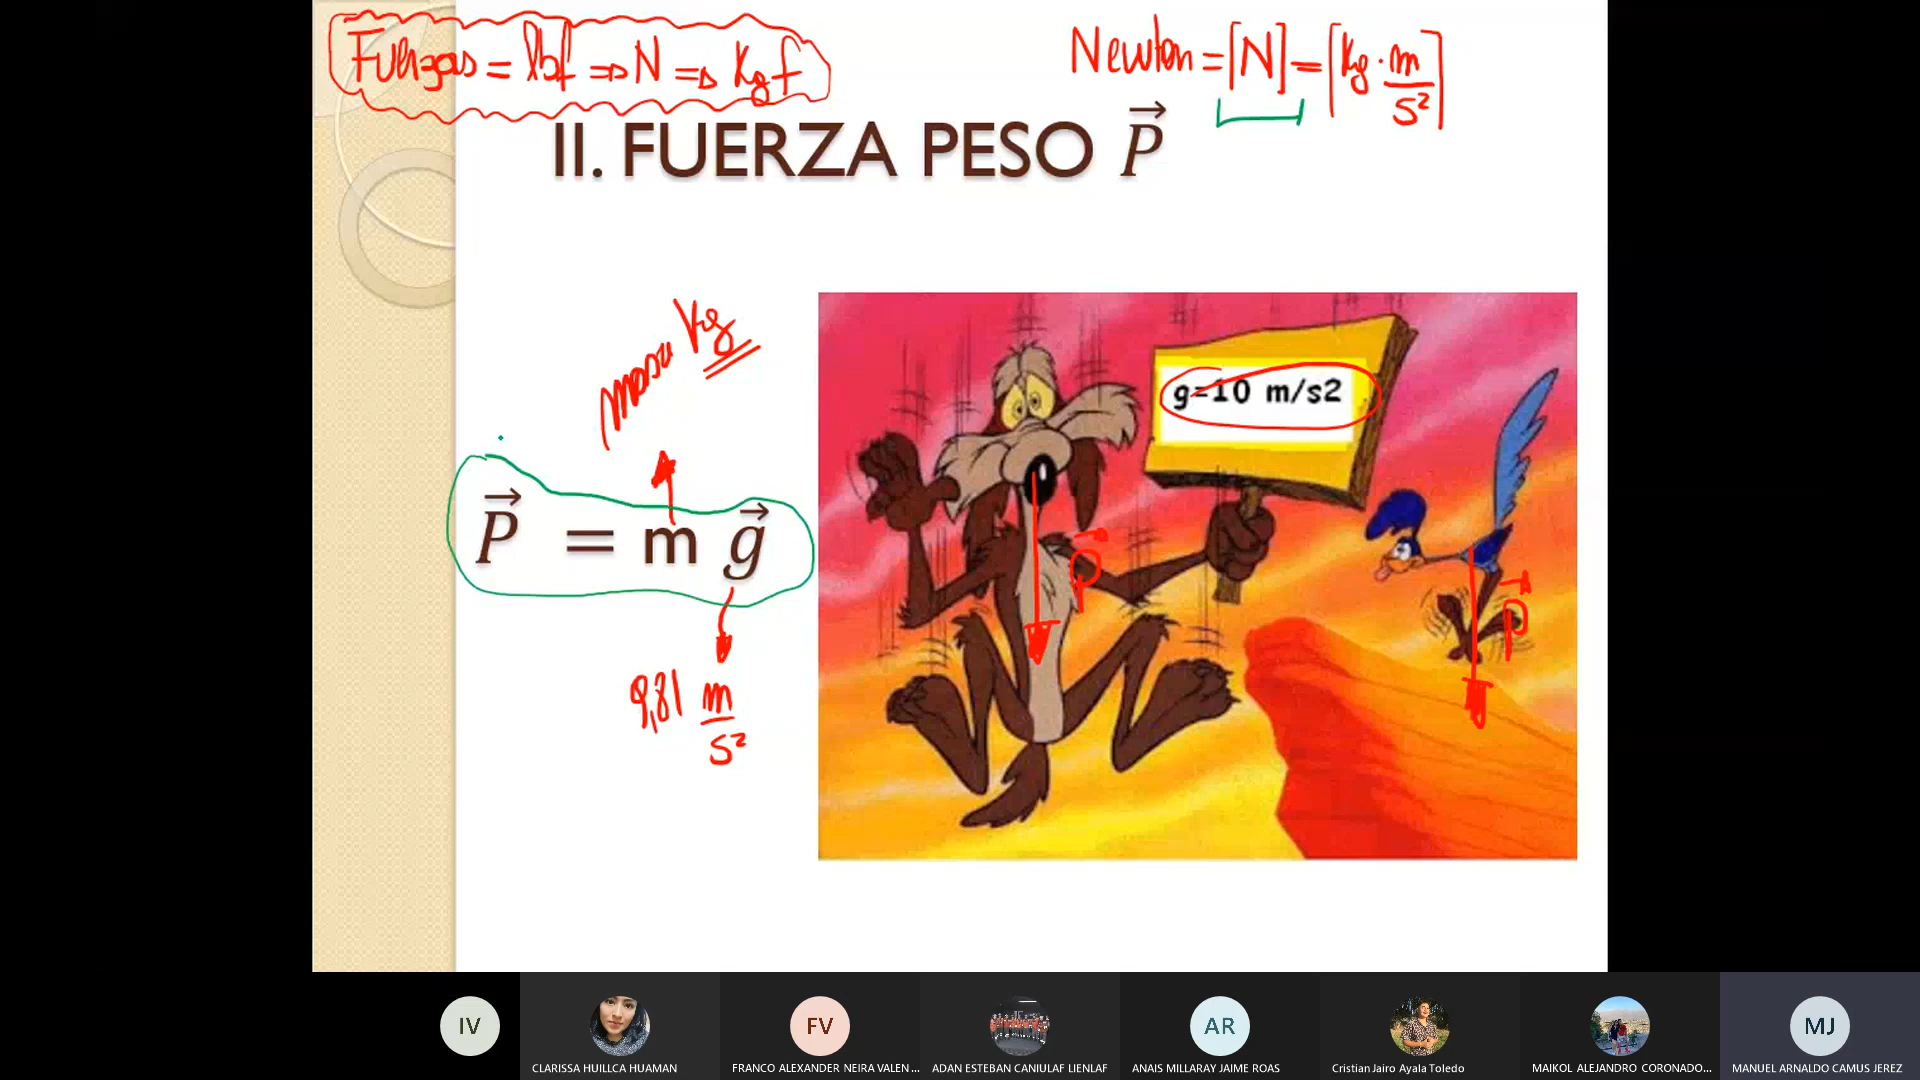 Fuerzas = lbf ⇒ N ⇒ Kgf
Newton = [N] = [kg · m/s²]
II. FUERZA PESO P⃗
masa Kg
g=10 m/s2
P⃗ = m g⃗
P⃗
P⃗
9,81 m/s²
IV
FV
AR
MJ
CLARISSA HUILLCA HUAMAN
FRANCO ALEXANDER NEIRA VALEN...
ADAN ESTEBAN CANIULAF LIENLAF
ANAIS MILLARAY JAIME ROAS
Cristian Jairo Ayala Toledo
MAIKOL ALEJANDRO CORONADO...
MANUEL ARNALDO CAMUS JEREZ